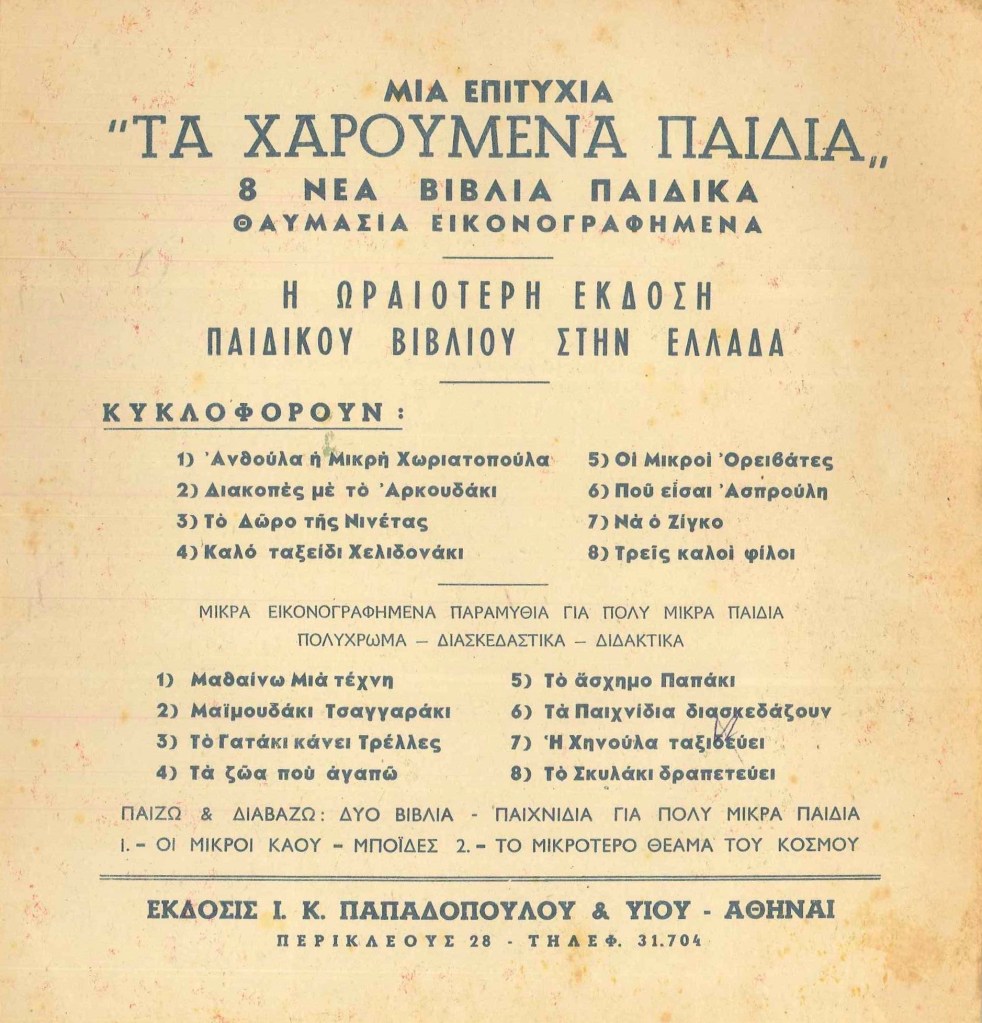 ΜΙΑ ΕΠΙΤΥΧΙΑ
"ΤΑ ΧΑΡΟΥΜΕΝΑ ΠΑΙΔΙΑ„
8 ΝΕΑ ΒΙΒΛΙΑ ΠΑΙΔΙΚΑ
ΘΑΥΜΑΣΙΑ ΕΙΚΟΝΟΓΡΑΦΗΜΕΝΑ
Η ΩΡΑΙΟΤΕΡΗ ΕΚΔΟΣΗ
ΠΑΙΔΙΚΟΥ ΒΙΒΛΙΟΥ ΣΤΗΝ ΕΛΛΑΔΑ
ΚΥΚΛΟΦΟΡΟΥΝ :
1) Ἀνθούλα ἡ Μικρὴ Χωριατοπούλα
2) Διακοπὲς μὲ τὸ Ἀρκουδάκι
3) Τὸ Δῶρο τῆς Νινέτας
4) Καλό ταξείδι Χελιδονάκι
5) Οἱ Μικροὶ Ὀρειβάτες
6) Ποῦ εἶσαι Ἀσπρούλη
7) Νὰ ὁ Ζίγκο
8) Τρεῖς καλοὶ φίλοι
ΜΙΚΡΑ ΕΙΚΟΝΟΓΡΑΦΗΜΕΝΑ ΠΑΡΑΜΥΘΙΑ ΓΙΑ ΠΟΛΥ ΜΙΚΡΑ ΠΑΙΔΙΑ
ΠΟΛΥΧΡΩΜΑ – ΔΙΑΣΚΕΔΑΣΤΙΚΑ – ΔΙΔΑΚΤΙΚΑ
1) Μαθαίνω Μιὰ τέχνη
2) Μαϊμουδάκι Τσαγγαράκι
3) Τὸ Γατάκι κάνει Τρέλλες
4) Τὰ ζῶα ποὺ ἀγαπῶ
5) Τὸ ἄσχημο Παπάκι
6) Τὰ Παιχνίδια διασκεδάζουν
7) Ἡ Χηνούλα ταξιδεύει
8) Τὸ Σκυλάκι δραπετεύει
ΠΑΙΖΩ & ΔΙΑΒΑΖΩ: ΔΥΟ ΒΙΒΛΙΑ - ΠΑΙΧΝΙΔΙΑ ΓΙΑ ΠΟΛΥ ΜΙΚΡΑ ΠΑΙΔΙΑ
1.– ΟΙ ΜΙΚΡΟΙ ΚΑΟΥ – ΜΠΟΪΔΕΣ 2.– ΤΟ ΜΙΚΡΟΤΕΡΟ ΘΕΑΜΑ ΤΟΥ ΚΟΣΜΟΥ
ΕΚΔΟΣΙΣ Ι. Κ. ΠΑΠΑΔΟΠΟΥΛΟΥ & ΥΙΟΥ - ΑΘΗΝΑΙ
ΠΕΡΙΚΛΕΟΥΣ 28 - ΤΗΛΕΦ. 31.704